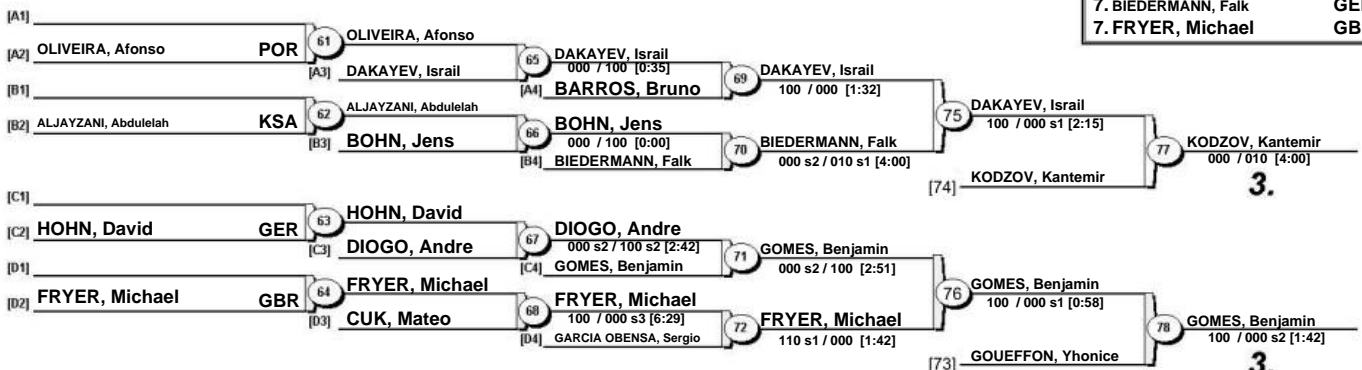 7. BIEDERMANN, Falk
7. FRYER, Michael GB
[A1]
[A2] OLIVEIRA, Afonso POR
61
OLIVEIRA, Afonso
[A3] DAKAYEV, Israil
65
DAKAYEV, Israil
000 / 100 [0:35]
[A4] BARROS, Bruno
69
DAKAYEV, Israil
100 / 000 [1:32]
[B1]
[B2] ALJAYZANI, Abdulelah KSA
62
ALJAYZANI, Abdulelah
[B3] BOHN, Jens
66
BOHN, Jens
000 / 100 [0:00]
[B4] BIEDERMANN, Falk
70
BIEDERMANN, Falk
000 s2 / 010 s1 [4:00]
75
DAKAYEV, Israil
100 / 000 s1 [2:15]
[74] KODZOV, Kantemir
77
KODZOV, Kantemir
000 / 010 [4:00]
3.
[C1]
[C2] HOHN, David GER
63
HOHN, David
[C3] DIOGO, Andre
67
DIOGO, Andre
000 s2 / 100 s2 [2:42]
[C4] GOMES, Benjamin
71
GOMES, Benjamin
000 s2 / 100 [2:51]
[D1]
[D2] FRYER, Michael GBR
64
FRYER, Michael
[D3] CUK, Mateo
68
FRYER, Michael
100 / 000 s3 [6:29]
[D4] GARCIA OBENSA, Sergio
72
FRYER, Michael
110 s1 / 000 [1:42]
76
GOMES, Benjamin
100 / 000 s1 [0:58]
[73] GOUEFFON, Yhonice
78
GOMES, Benjamin
100 / 000 s2 [1:42]
3.